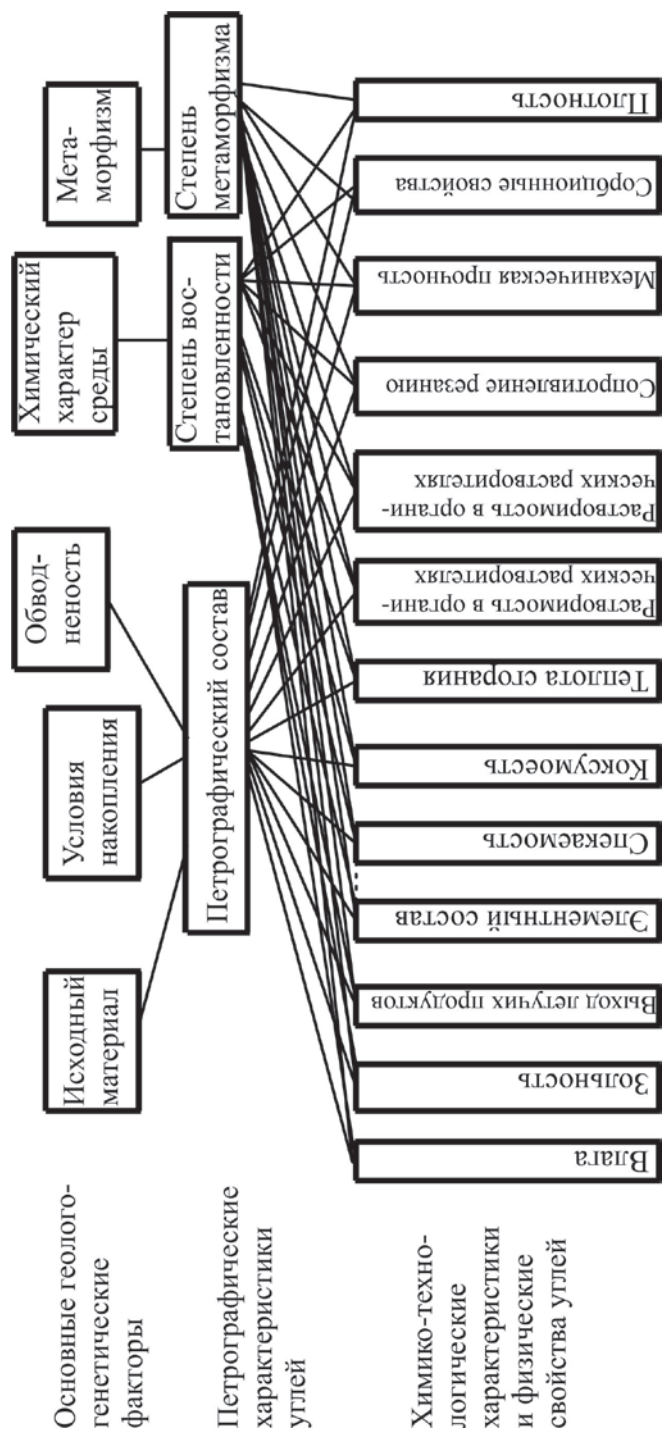 Основные геолого-
генетические
факторы
Исходный
материал
Условия
накопления
Обвод-
неность
Химический
характер
среды
Мета-
морфизм
Петрографические
характеристики
углей
Петрографический состав
Степень вос-
тановленности
Степень
метаморфизма
Химико-техно-
логические
характеристики
и физические
свойства углей
Влага
Зольность
Выход летучих продуктов
Элементный состав
Спекаемость
Коксумоесть
Теплота сгорания
Растворимость в органи-
ческих растворителях
Растворимость в органи-
ческих растворителях
Сопротивление резанию
Механическая прочность
Сорбционные свойства
Плотность